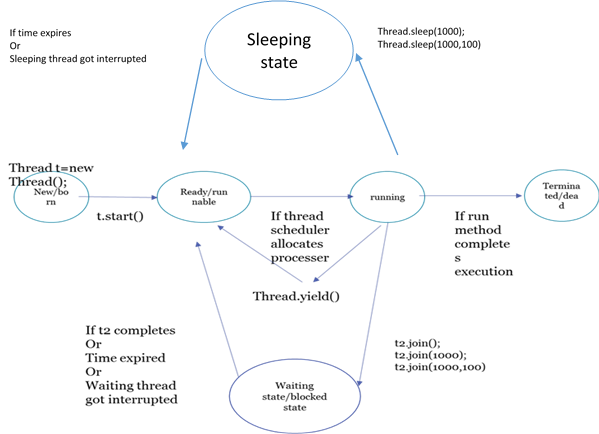 If time expires
Or
Sleeping thread got interrupted
Sleeping
state
Thread.sleep(1000);
Thread.sleep(1000,100)
Thread t=new
Thread();
New/bo
rn
t.start()
Ready/run
nable
If thread
scheduler
allocates
processer
running
If run
method
complete
s
execution
Termina
ted/dea
d
Thread.yield()
If t2 completes
Or
Time expired
Or
Waiting thread
got interrupted
Waiting
state/blocked
state
t2.join();
t2.join(1000);
t2.join(1000,100)